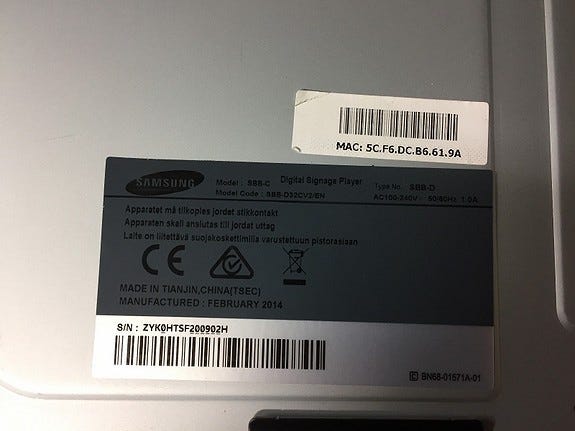 MAC: 5C.F6.DC.B6.61.9A
SAMSUNG
Model : SBB-C Digital Signage Player Type No. SBB-D
Model Code : SBB-D32CV2/EN AC100-240V~ 50/60Hz 1.0A
Apparatet må tilkoples jordet stikkontakt
Apparaten skall anslutas till jordat uttag
Laite on liitettävä suojakoskettimilla varustettuun pistorasiaan
CE
MADE IN TIANJIN,CHINA(TSEC)
MANUFACTURED : FEBRUARY 2014
S/N : ZYK0HTSF200902H
C BN68-01571A-01